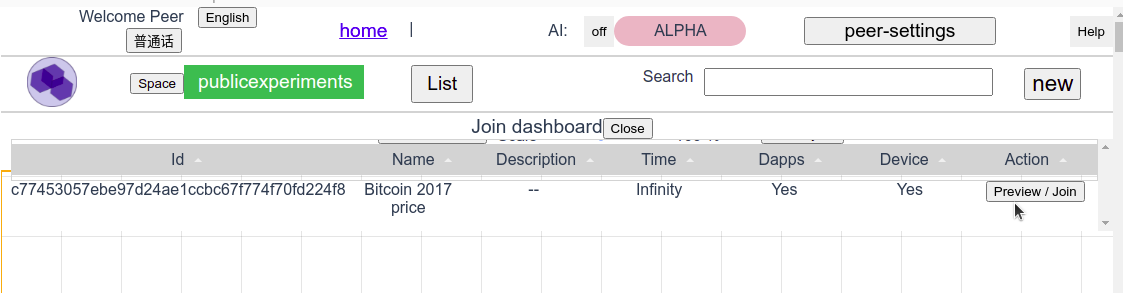 Welcome Peer English
普通话
home | AI: off ALPHA peer-settings Help
Space publicexperiments List Search new
Join dashboard Close
Id Name Description Time Dapps Device Action
c77453057ebe97d24ae1ccbc67f774f70fd224f8 Bitcoin 2017 -- Infinity Yes Yes Preview / Join
price